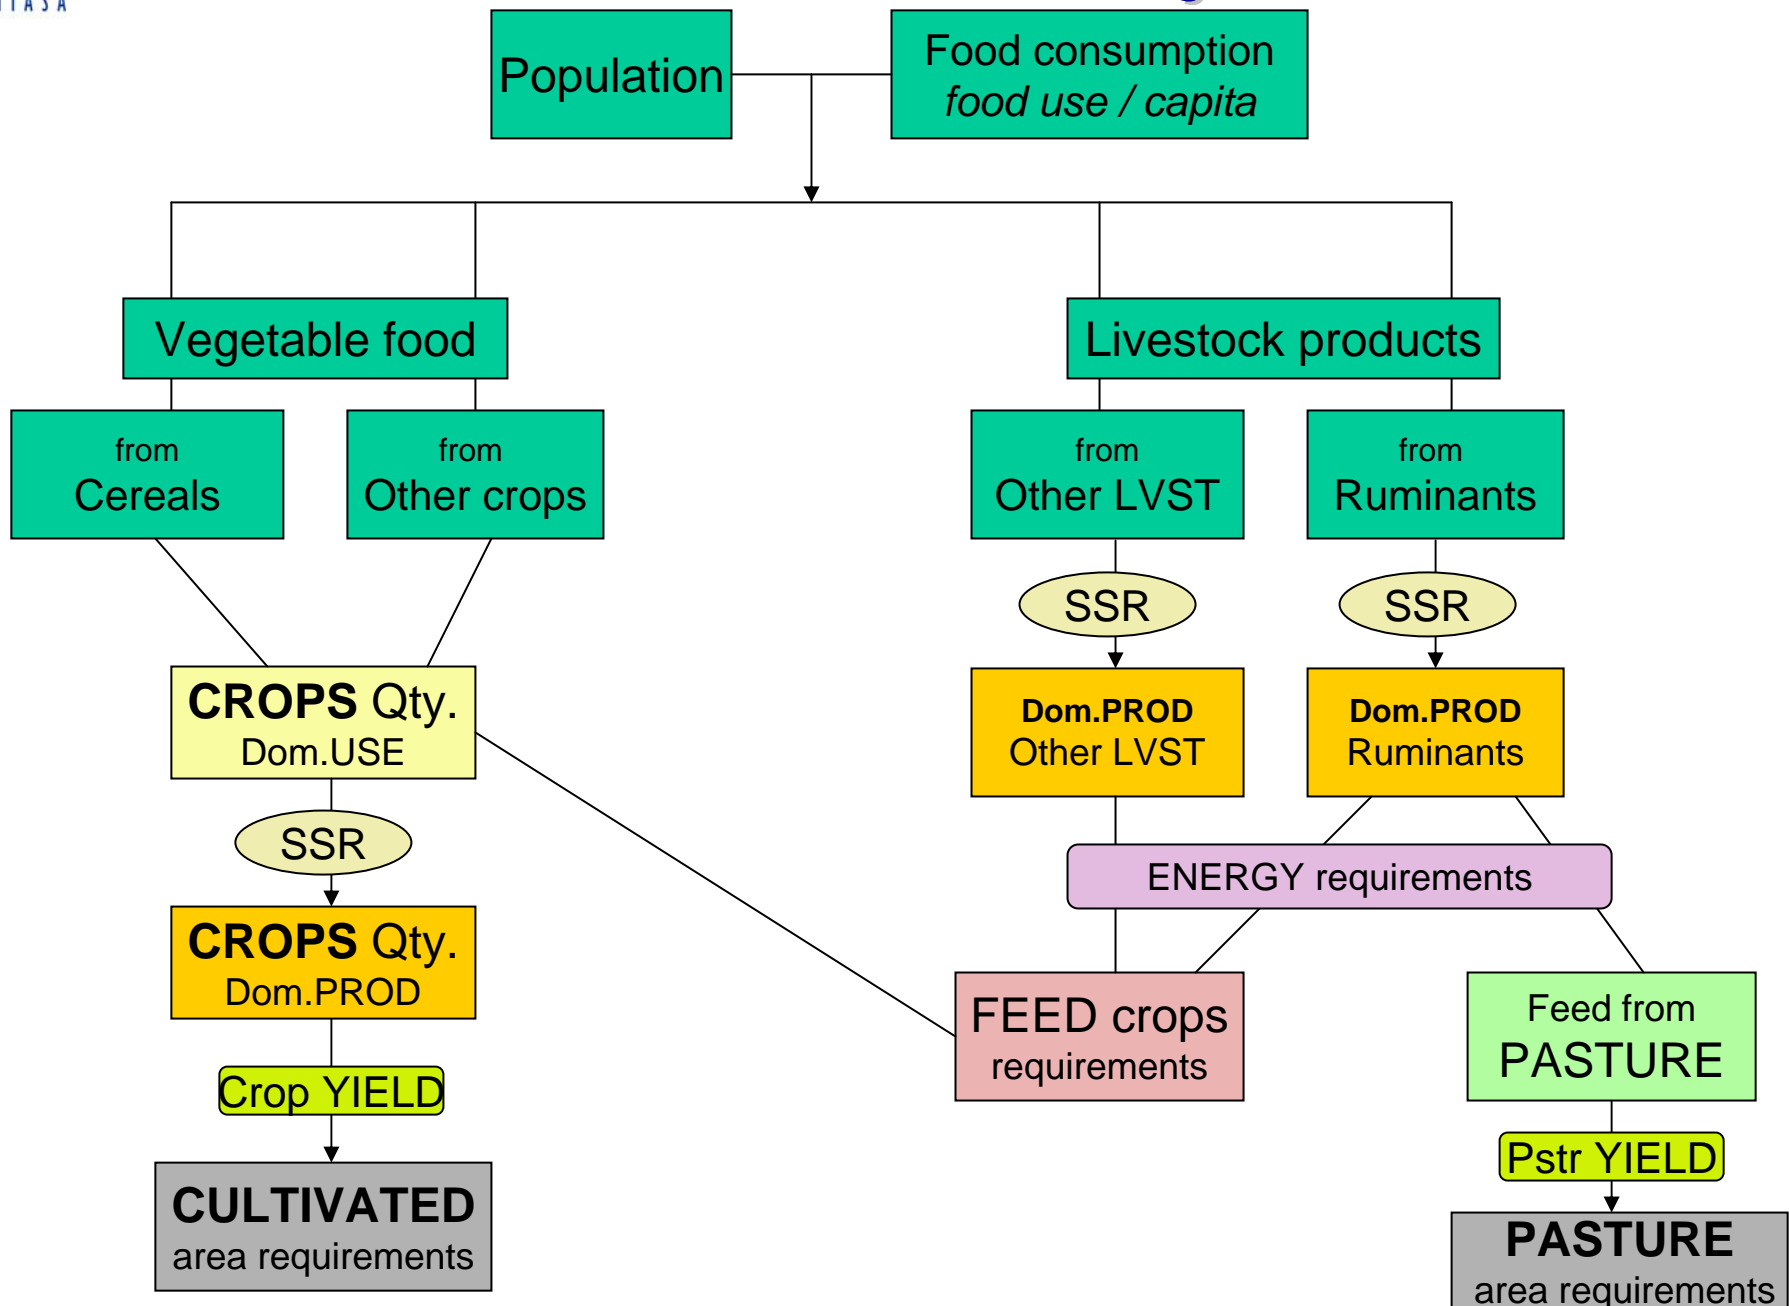 IIASA
Population
Food consumption
food use / capita
Vegetable food
Livestock products
from
Cereals
from
Other crops
from
Other LVST
from
Ruminants
SSR
SSR
CROPS Qty.
Dom.USE
Dom.PROD
Other LVST
Dom.PROD
Ruminants
SSR
ENERGY requirements
CROPS Qty.
Dom.PROD
FEED crops
requirements
Feed from
PASTURE
Crop YIELD
Pstr YIELD
CULTIVATED
area requirements
PASTURE
area requirements